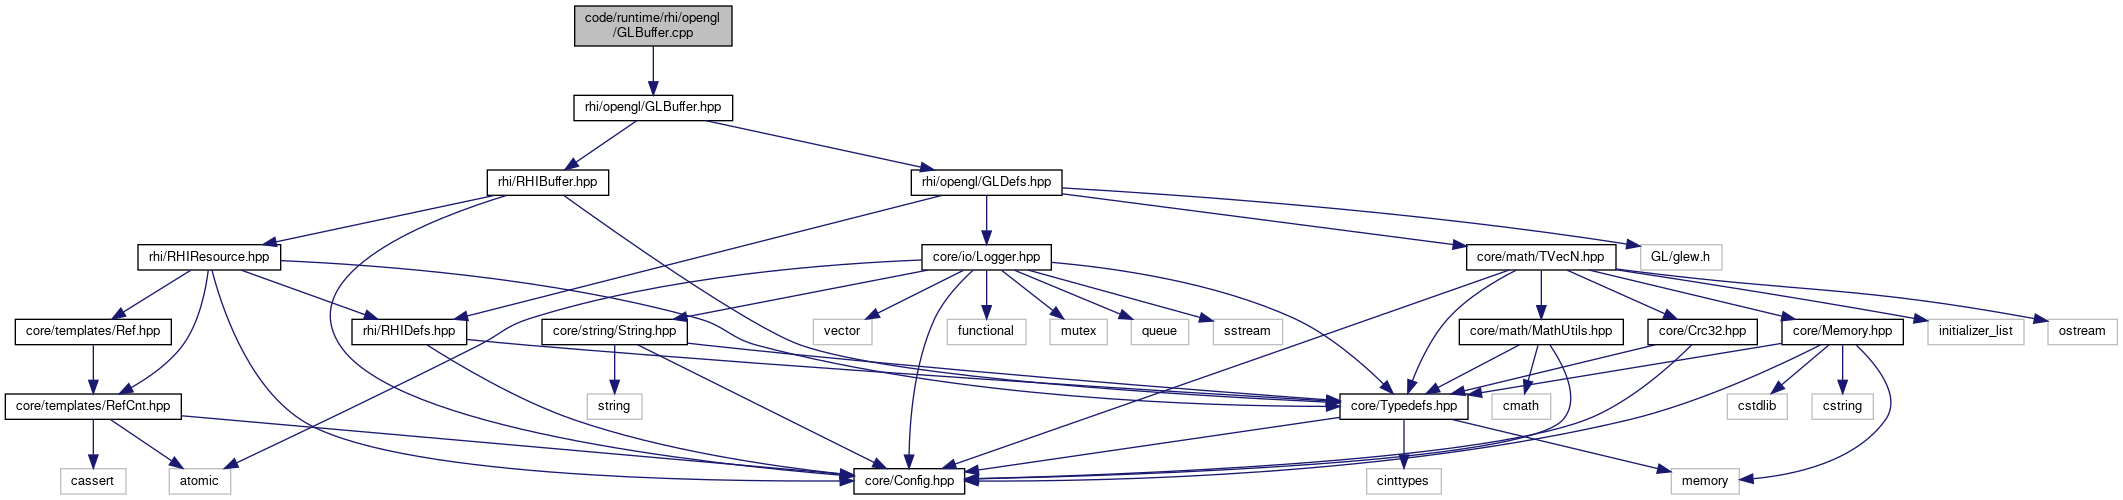 code/runtime/rhi/opengl
/GLBuffer.cpp
rhi/opengl/GLBuffer.hpp
rhi/RHIBuffer.hpp
rhi/opengl/GLDefs.hpp
rhi/RHIResource.hpp
core/io/Logger.hpp
core/math/TVecN.hpp
GL/glew.h
core/templates/Ref.hpp
rhi/RHIDefs.hpp
core/string/String.hpp
vector
functional
mutex
queue
sstream
core/math/MathUtils.hpp
core/Crc32.hpp
core/Memory.hpp
initializer_list
ostream
core/templates/RefCnt.hpp
string
core/Typedefs.hpp
cmath
cstdlib
cstring
cassert
atomic
core/Config.hpp
cinttypes
memory